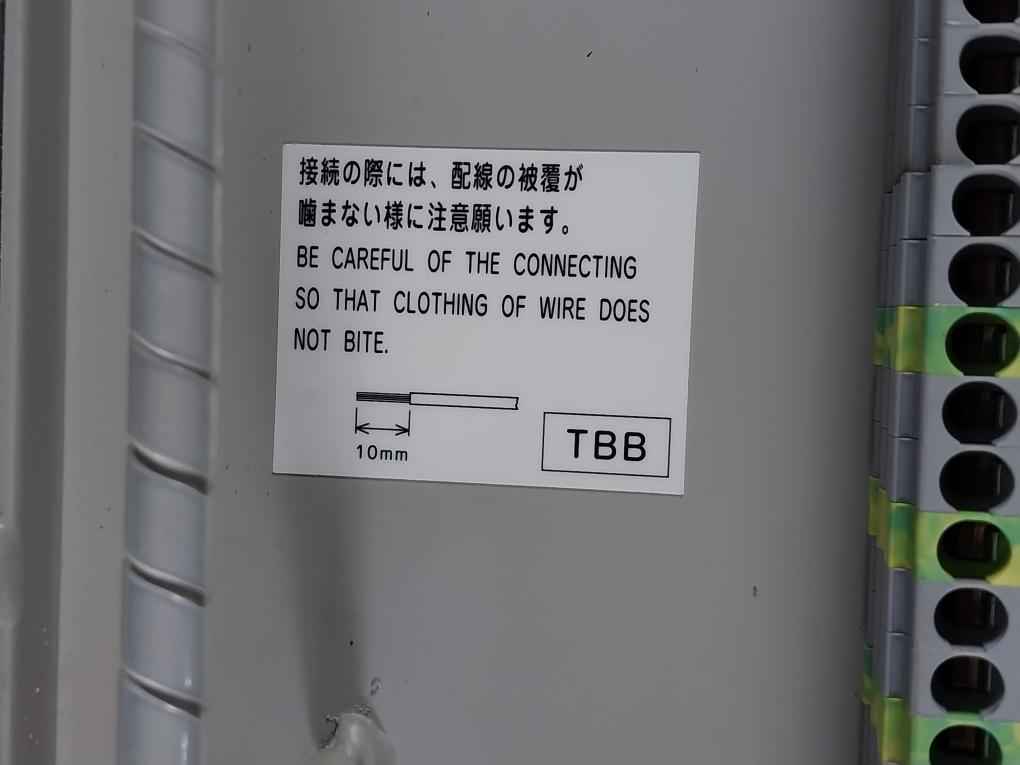 接続の際には、配線の被覆が
噛まない様に注意願います。
BE CAREFUL OF THE CONNECTING
SO THAT CLOTHING OF WIRE DOES
NOT BITE.
10mm
TBB